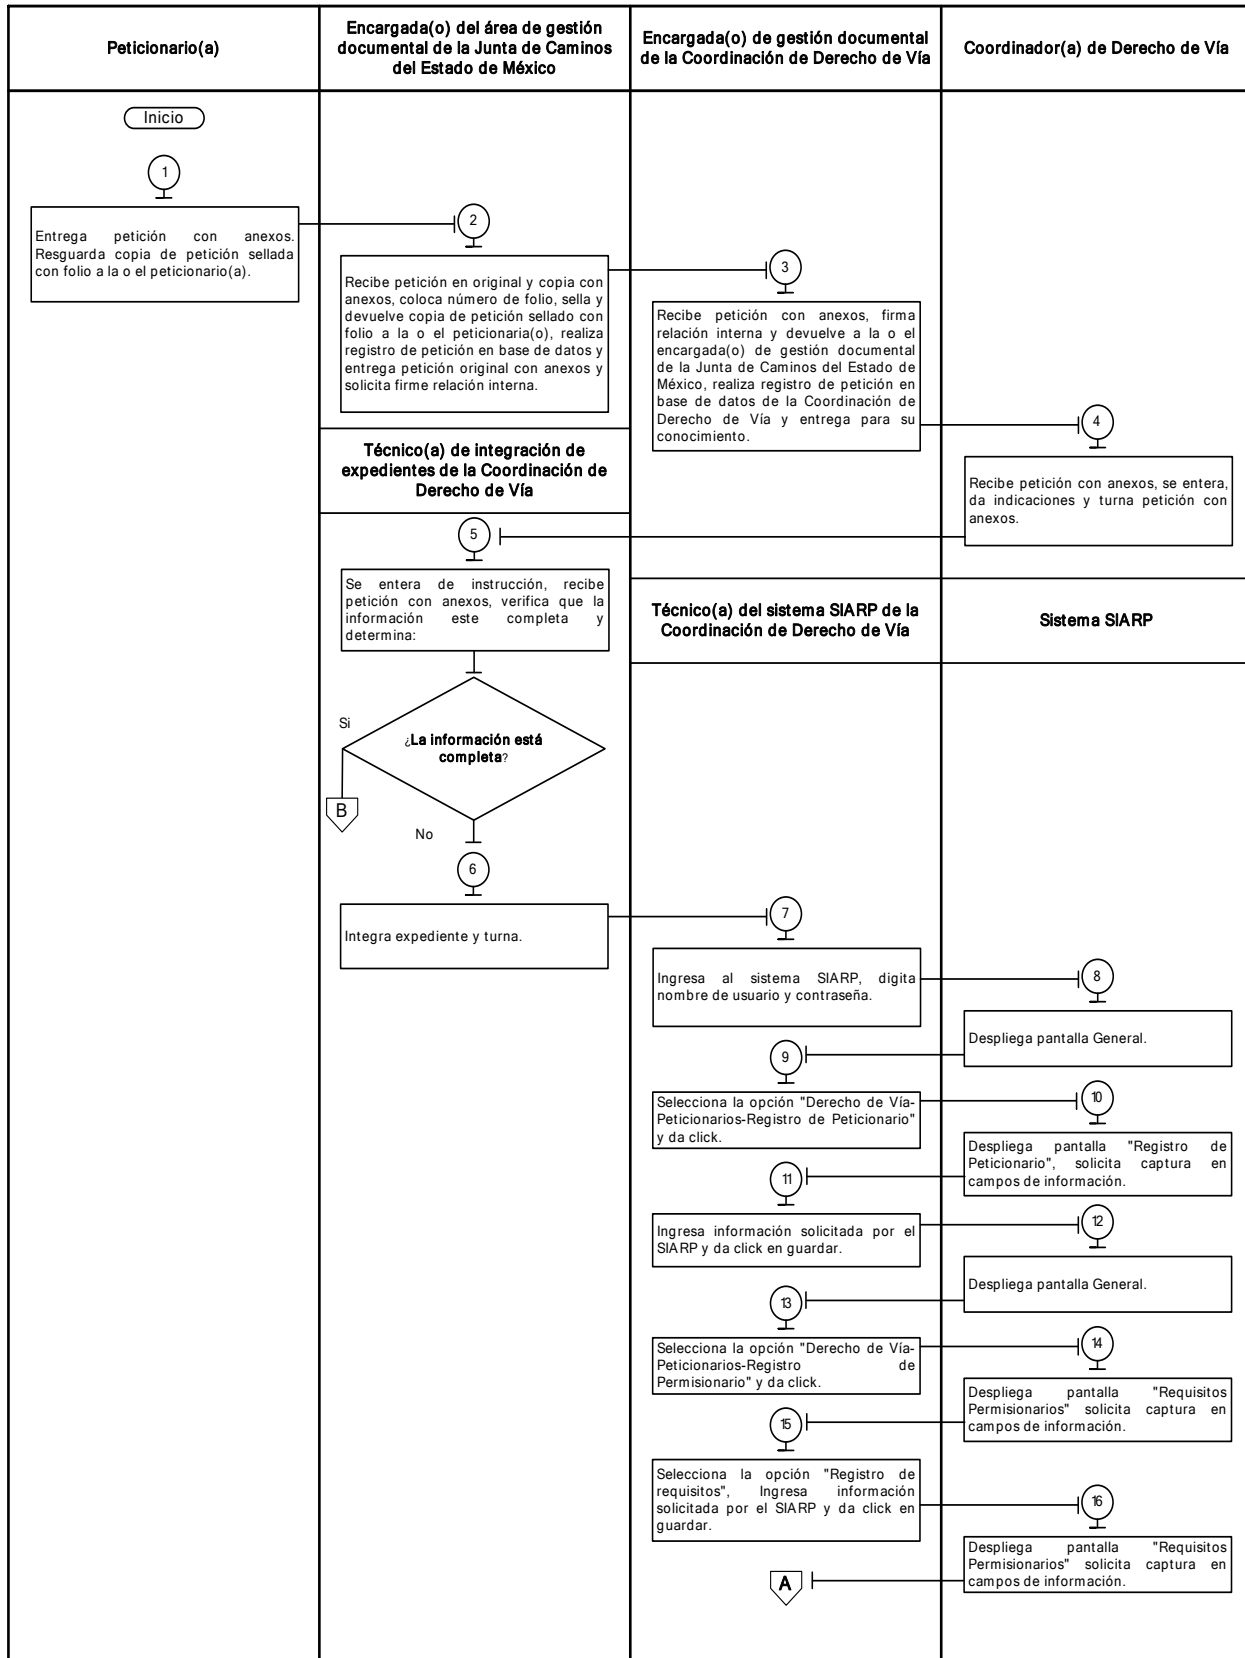 Peticionario(a)
Encargada(o) del área de gestión
documental de la Junta de Caminos
del Estado de México
Encargada(o) de gestión documental
de la Coordinación de Derecho de Vía
Coordinador(a) de Derecho de Vía
Inicio
1
Entrega petición con anexos.
Resguarda copia de petición sellada
con folio a la o el peticionario(a).
2
Recibe petición en original y copia con
anexos, coloca número de folio, sella y
devuelve copia de petición sellado con
folio a la o el peticionaria(o), realiza
registro de petición en base de datos y
entrega petición original con anexos y
solicita firme relación interna.
3
Recibe petición con anexos, firma
relación interna y devuelve a la o el
encargada(o) de gestión documental
de la Junta de Caminos del Estado de
México, realiza registro de petición en
base de datos de la Coordinación de
Derecho de Vía y entrega para su
conocimiento.
4
Recibe petición con anexos, se entera,
da indicaciones y turna petición con
anexos.
Técnico(a) de integración de
expedientes de la Coordinación de
Derecho de Vía
5
Se entera de instrucción, recibe
petición con anexos, verifica que la
información este completa y
determina:
Técnico(a) del sistema SIARP de la
Coordinación de Derecho de Vía
Sistema SIARP
¿La información está
completa?
Si
B
No
6
Integra expediente y turna.
7
Ingresa al sistema SIARP, digita
nombre de usuario y contraseña.
8
Despliega pantalla General.
9
Selecciona la opción "Derecho de Vía-
Peticionarios-Registro de Peticionario"
y da click.
10
Despliega pantalla "Registro de
Peticionario", solicita captura en
campos de información.
11
Ingresa información solicitada por el
SIARP y da click en guardar.
12
Despliega pantalla General.
13
Selecciona la opción "Derecho de Vía-
Peticionarios-Registro de
Permisionario" y da click.
14
Despliega pantalla "Requisitos
Permisionarios" solicita captura en
campos de información.
15
Selecciona la opción "Registro de
requisitos", Ingresa información
solicitada por el SIARP y da click en
guardar.
16
Despliega pantalla "Requisitos
Permisionarios" solicita captura en
campos de información.
A